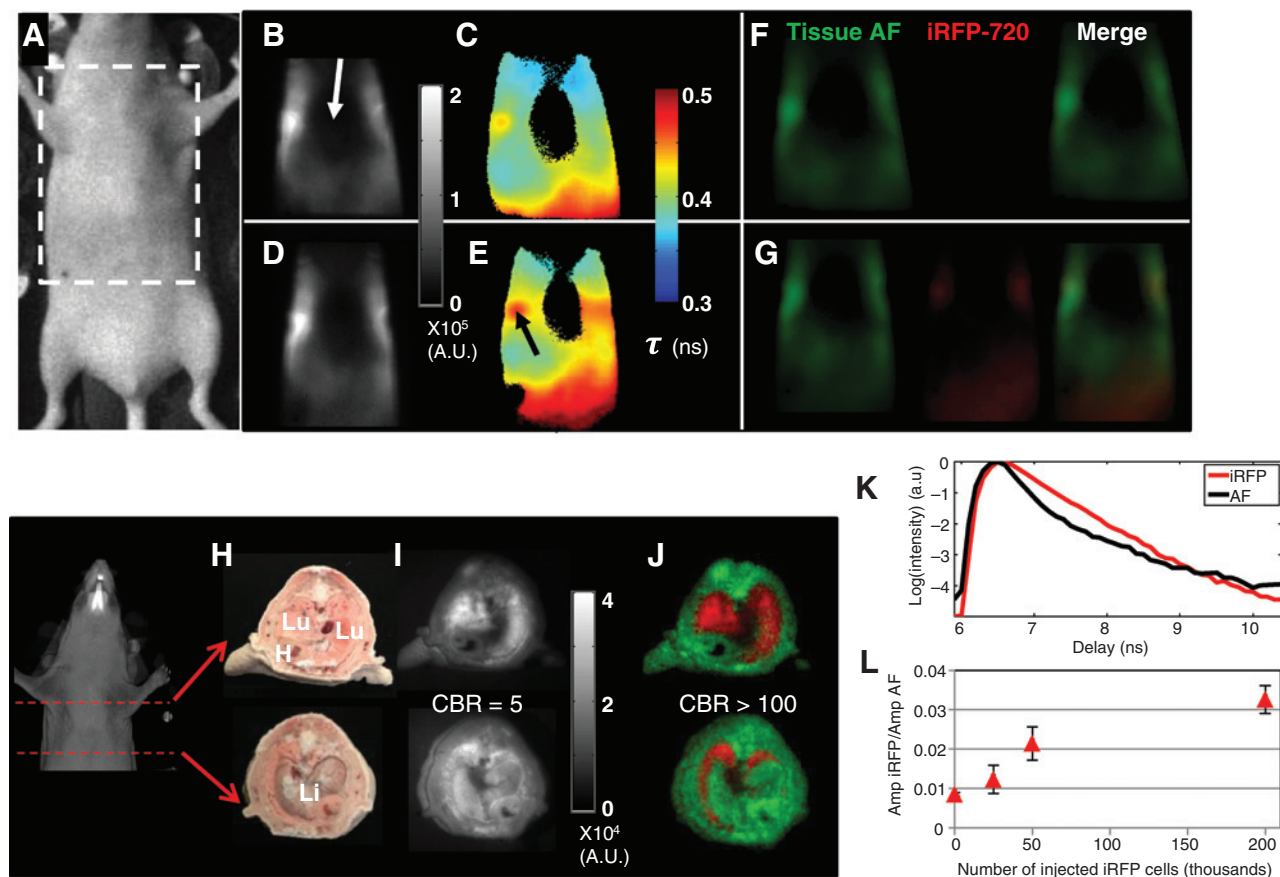 A
B
C
F
Tissue AF
iRFP-720
Merge
2
1
0
X10⁵
(A.U.)
0.5
0.4
0.3
τ (ns)
D
E
G
H
I
J
Lu
Lu
H
Li
CBR = 5
4
2
0
X10⁴
(A.U.)
CBR > 100
K
Log(intensity) (a.u)
0
−1
−2
−3
−4
iRFP
AF
6
7
8
9
10
Delay (ns)
L
Amp iRFP/Amp AF
0.04
0.03
0.02
0.01
0
0
50
100
150
200
Number of injected iRFP cells (thousands)